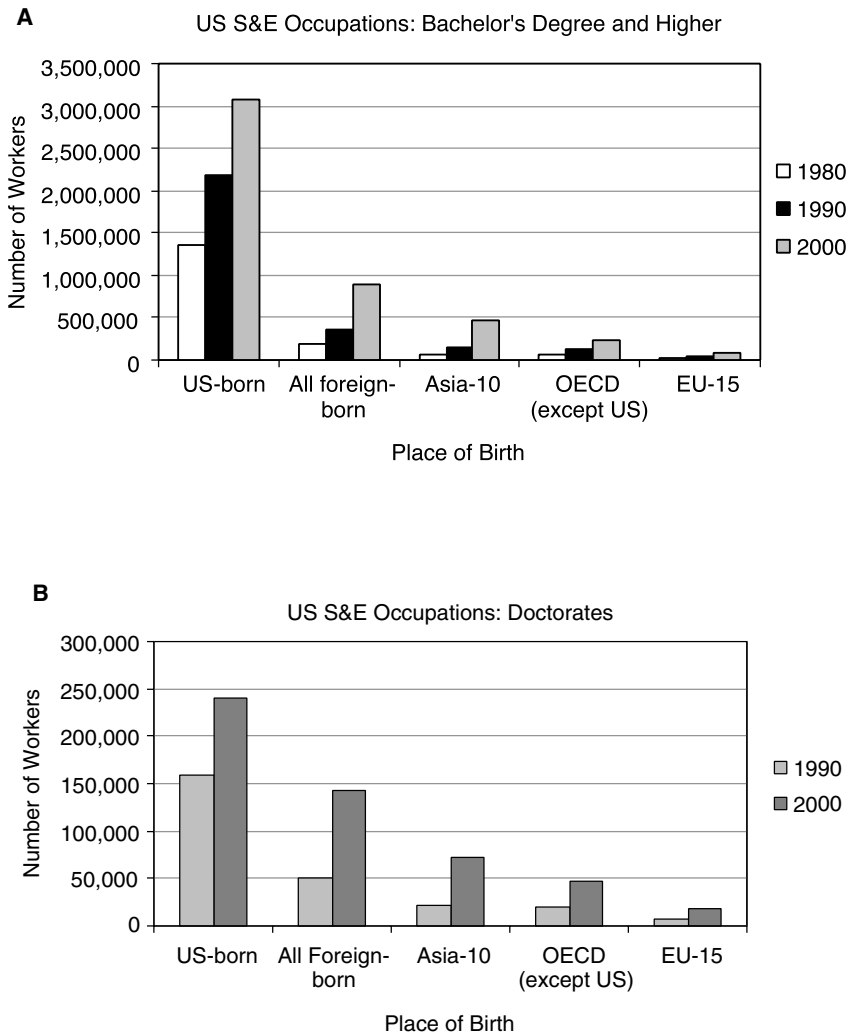 A
US S&E Occupations: Bachelor's Degree and Higher
Number of Workers
3,500,000
3,000,000
2,500,000
2,000,000
1,500,000
1,000,000
500,000
0
1980
1990
2000
US-born
All foreign-
born
Asia-10
OECD
(except US)
EU-15
Place of Birth
B
US S&E Occupations: Doctorates
Number of Workers
300,000
250,000
200,000
150,000
100,000
50,000
0
1990
2000
US-born
All Foreign-
born
Asia-10
OECD
(except US)
EU-15
Place of Birth